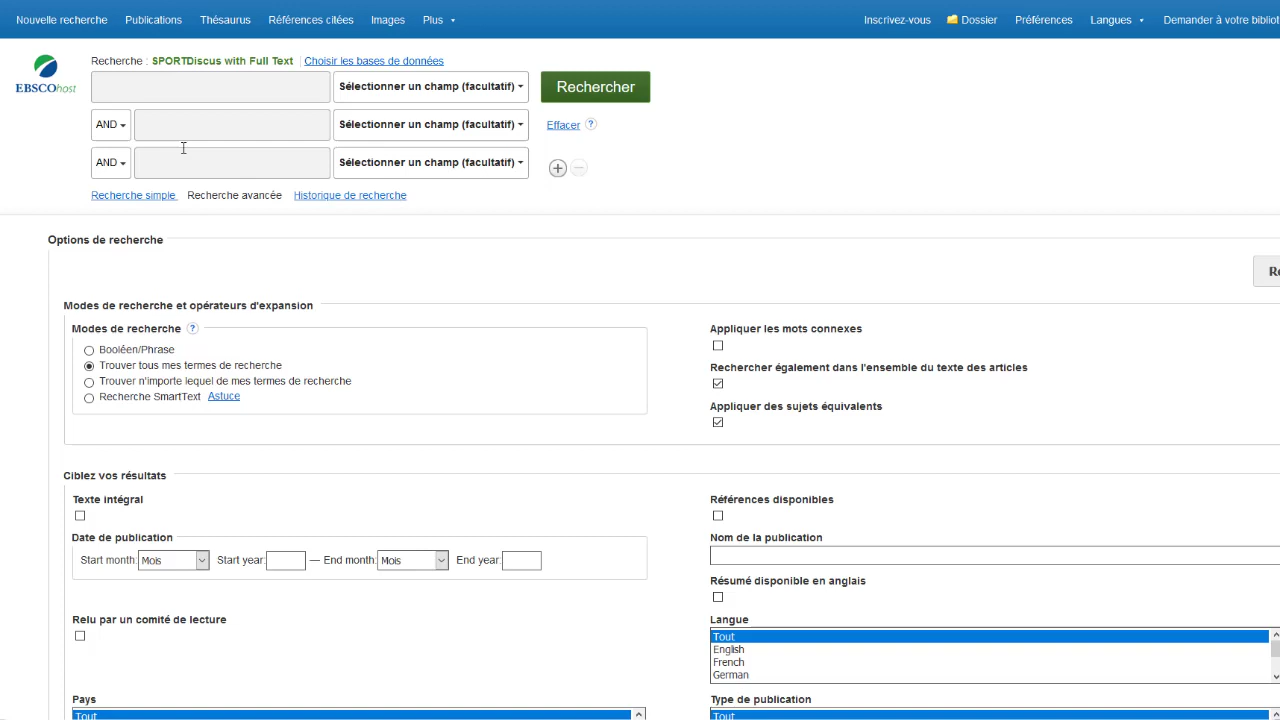 Nouvelle recherche Publications Thésaurus Références citées Images Plus Inscrivez-vous Dossier Préférences Langues Demander à votre bibliot
Recherche : SPORTDiscus with Full Text Choisir les bases de données
EBSCOhost
Sélectionner un champ (facultatif) Rechercher
AND Sélectionner un champ (facultatif) Effacer ?
AND Sélectionner un champ (facultatif)
Recherche simple Recherche avancée Historique de recherche
Options de recherche
Modes de recherche et opérateurs d'expansion
Modes de recherche ?
Booléen/Phrase
Trouver tous mes termes de recherche
Trouver n'importe lequel de mes termes de recherche
Recherche SmartText Astuce
Appliquer les mots connexes
Rechercher également dans l'ensemble du texte des articles
Appliquer des sujets équivalents
Ciblez vos résultats
Texte intégral
Date de publication
Start month: Mois Start year: — End month: Mois End year:
Relu par un comité de lecture
Pays
Tout
Références disponibles
Nom de la publication
Résumé disponible en anglais
Langue
Tout
English
French
German
Type de publication
Tout